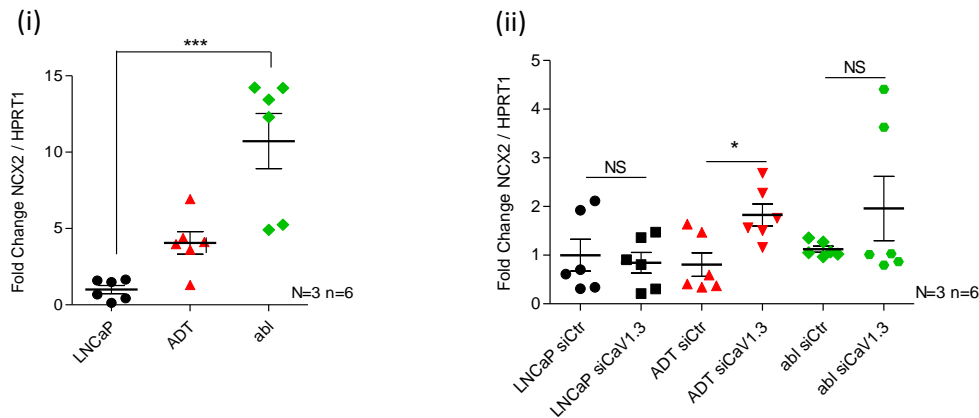 (i)
***
Fold Change NCX2 / HPRT1
15
10
5
0
LNCaP
ADT
abl
N=3 n=6
(ii)
NS
*
NS
Fold Change NCX2 / HPRT1
5
4
3
2
1
0
LNCaP siCtr
LNCaP siCaV1.3
ADT siCtr
ADT siCaV1.3
abl siCtr
abl siCaV1.3
N=3 n=6